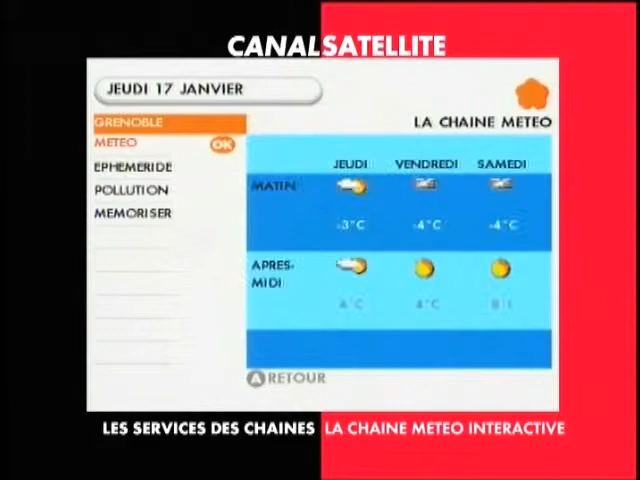 CANALSATELLITE
JEUDI 17 JANVIER
LA CHAINE METEO
GRENOBLE
METEO OK
EPHEMERIDE
POLLUTION
MEMORISER
JEUDI VENDREDI SAMEDI
MATIN
-3°C -4°C -4°C
APRES-
MIDI
4°C 4°C
A RETOUR
LES SERVICES DES CHAINES LA CHAINE METEO INTERACTIVE